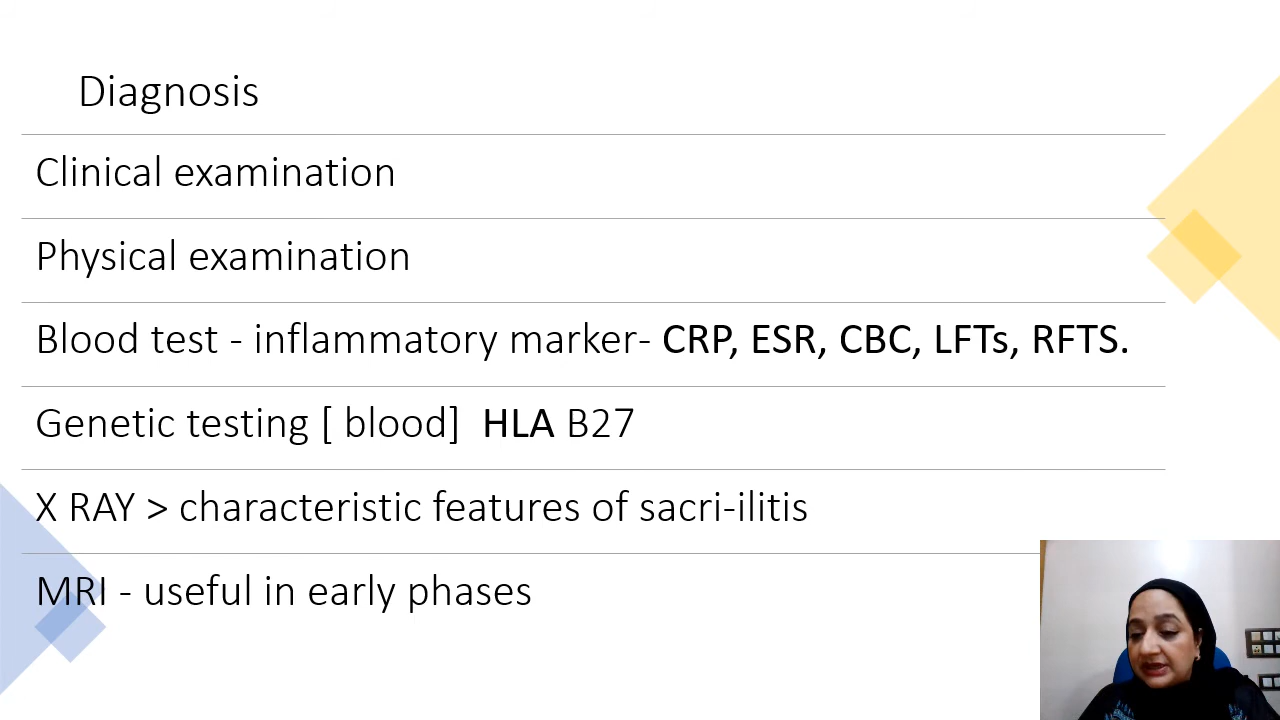 Diagnosis
Clinical examination
Physical examination
Blood test - inflammatory marker- CRP, ESR, CBC, LFTs, RFTS.
Genetic testing [ blood]  HLA B27
X RAY > characteristic features of sacri-ilitis
MRI - useful in early phases